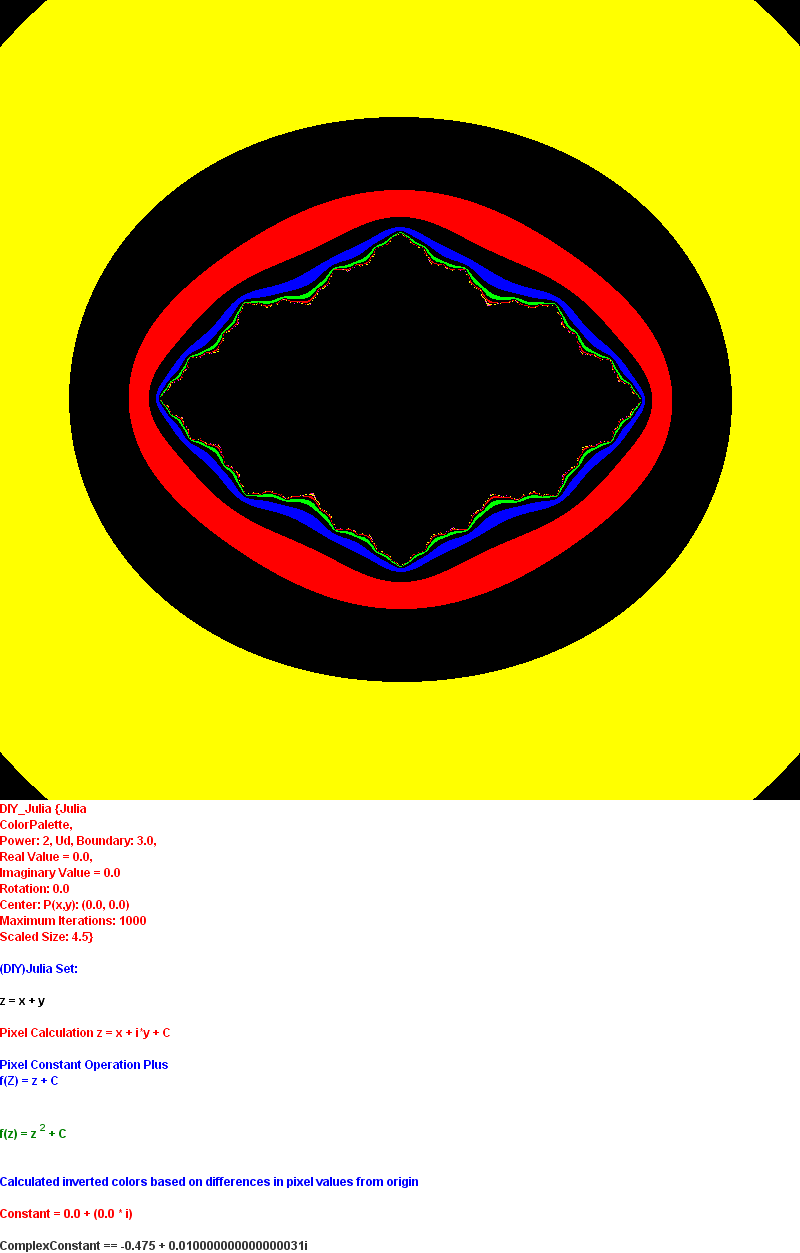 DIY_Julia {Julia
ColorPalette,
Power: 2, Ud, Boundary: 3.0,
Real Value = 0.0,
Imaginary Value = 0.0
Rotation: 0.0
Center: P(x,y): (0.0, 0.0)
Maximum Iterations: 1000
Scaled Size: 4.5}
(DIY)Julia Set:
z = x + y
Pixel Calculation z = x + i*y + C
Pixel Constant Operation Plus
f(Z) = z + C
f(z) = z 2 + C
Calculated inverted colors based on differences in pixel values from origin
Constant = 0.0 + (0.0 * i)
ComplexConstant == -0.475 + 0.010000000000000031i